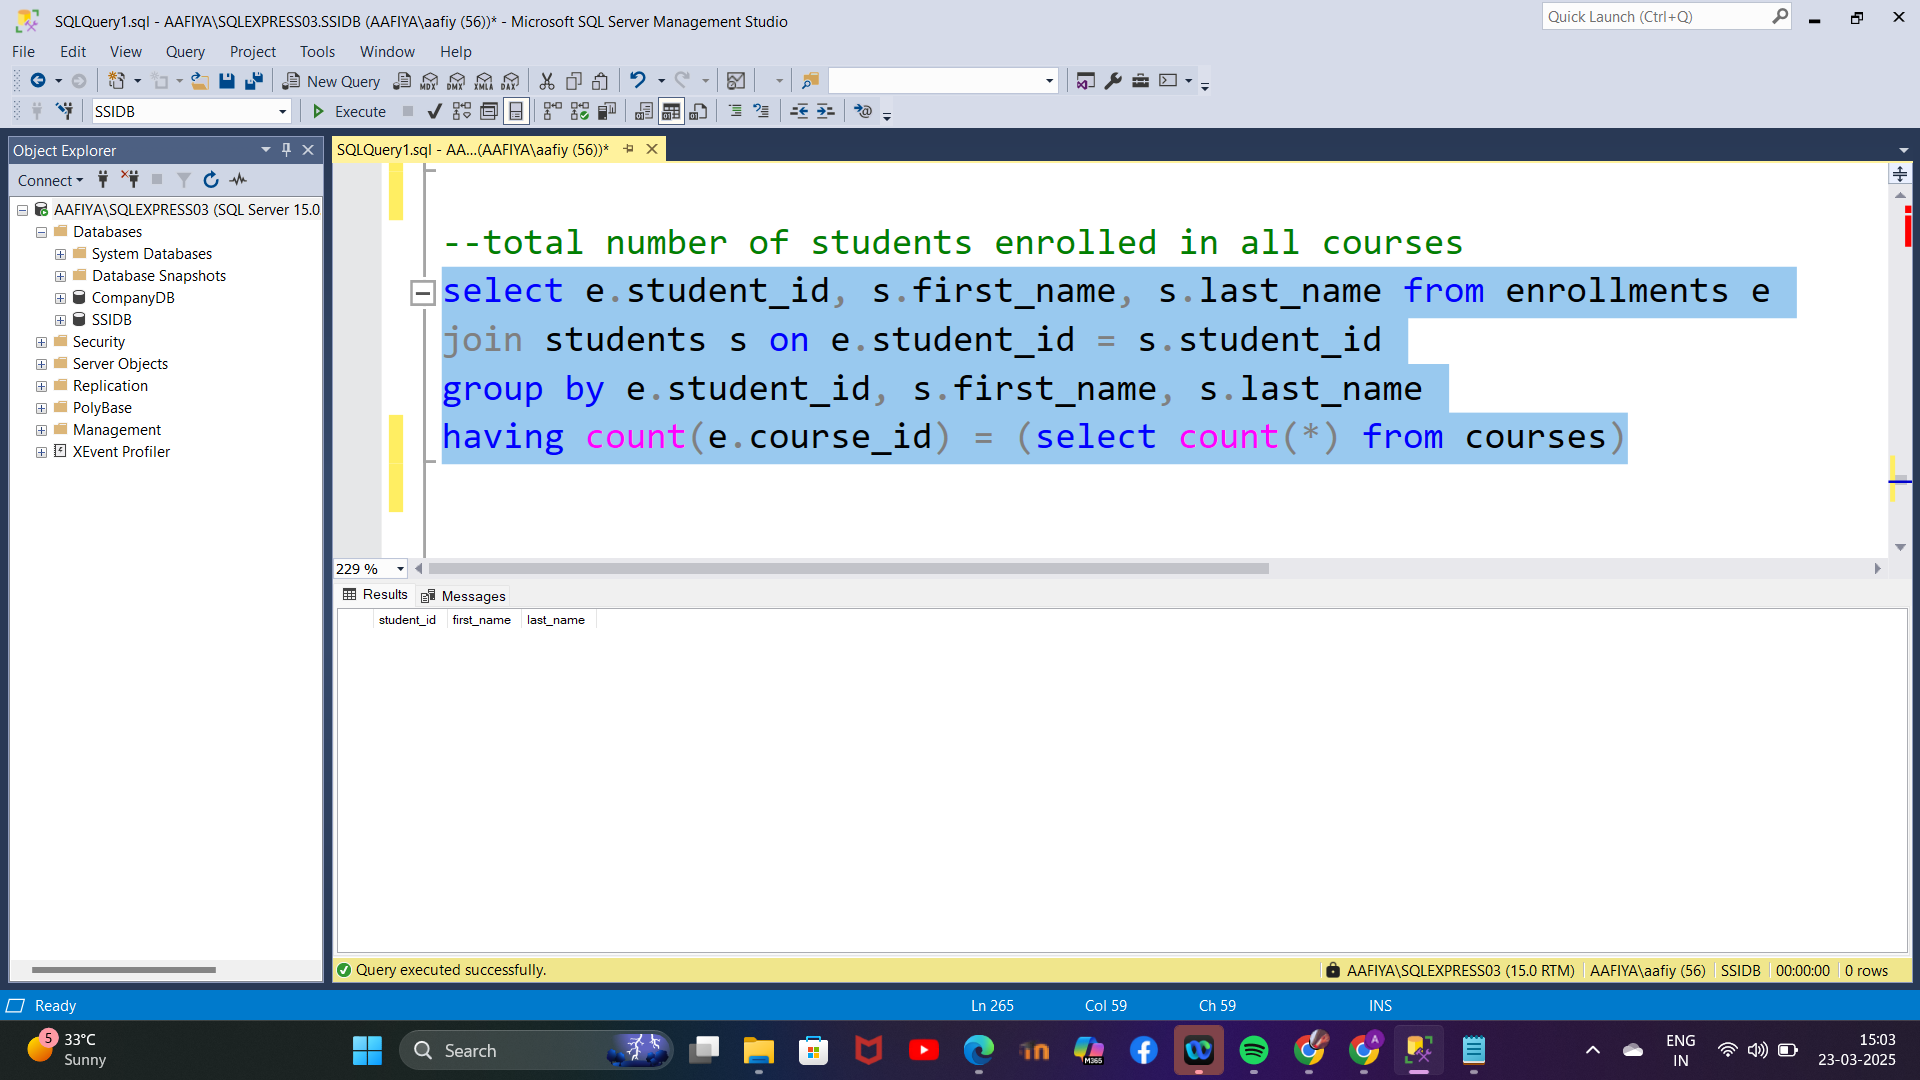 SQLQuery1.sql - AAFIYA\SQLEXPRESS03.SSIDB (AAFIYA\aafiy (56))* - Microsoft SQL Server Management Studio
Quick Launch (Ctrl+Q)
File Edit View Query Project Tools Window Help
New Query
MDX DMX XMLA DAX
SSIDB
Execute
Object Explorer
SQLQuery1.sql - AA...(AAFIYA\aafiy (56))*
Connect
AAFIYA\SQLEXPRESS03 (SQL Server 15.0
Databases
System Databases
Database Snapshots
CompanyDB
SSIDB
Security
Server Objects
Replication
PolyBase
Management
XEvent Profiler
--total number of students enrolled in all courses
select e.student_id, s.first_name, s.last_name from enrollments e
join students s on e.student_id = s.student_id
group by e.student_id, s.first_name, s.last_name
having count(e.course_id) = (select count(*) from courses)
229 %
Results Messages
student_id first_name last_name
Query executed successfully.
AAFIYA\SQLEXPRESS03 (15.0 RTM) AAFIYA\aafiy (56) SSIDB 00:00:00 0 rows
Ready
Ln 265 Col 59 Ch 59 INS
5
33°C
Sunny
Search
M365
A
ENG
IN
15:03
23-03-2025